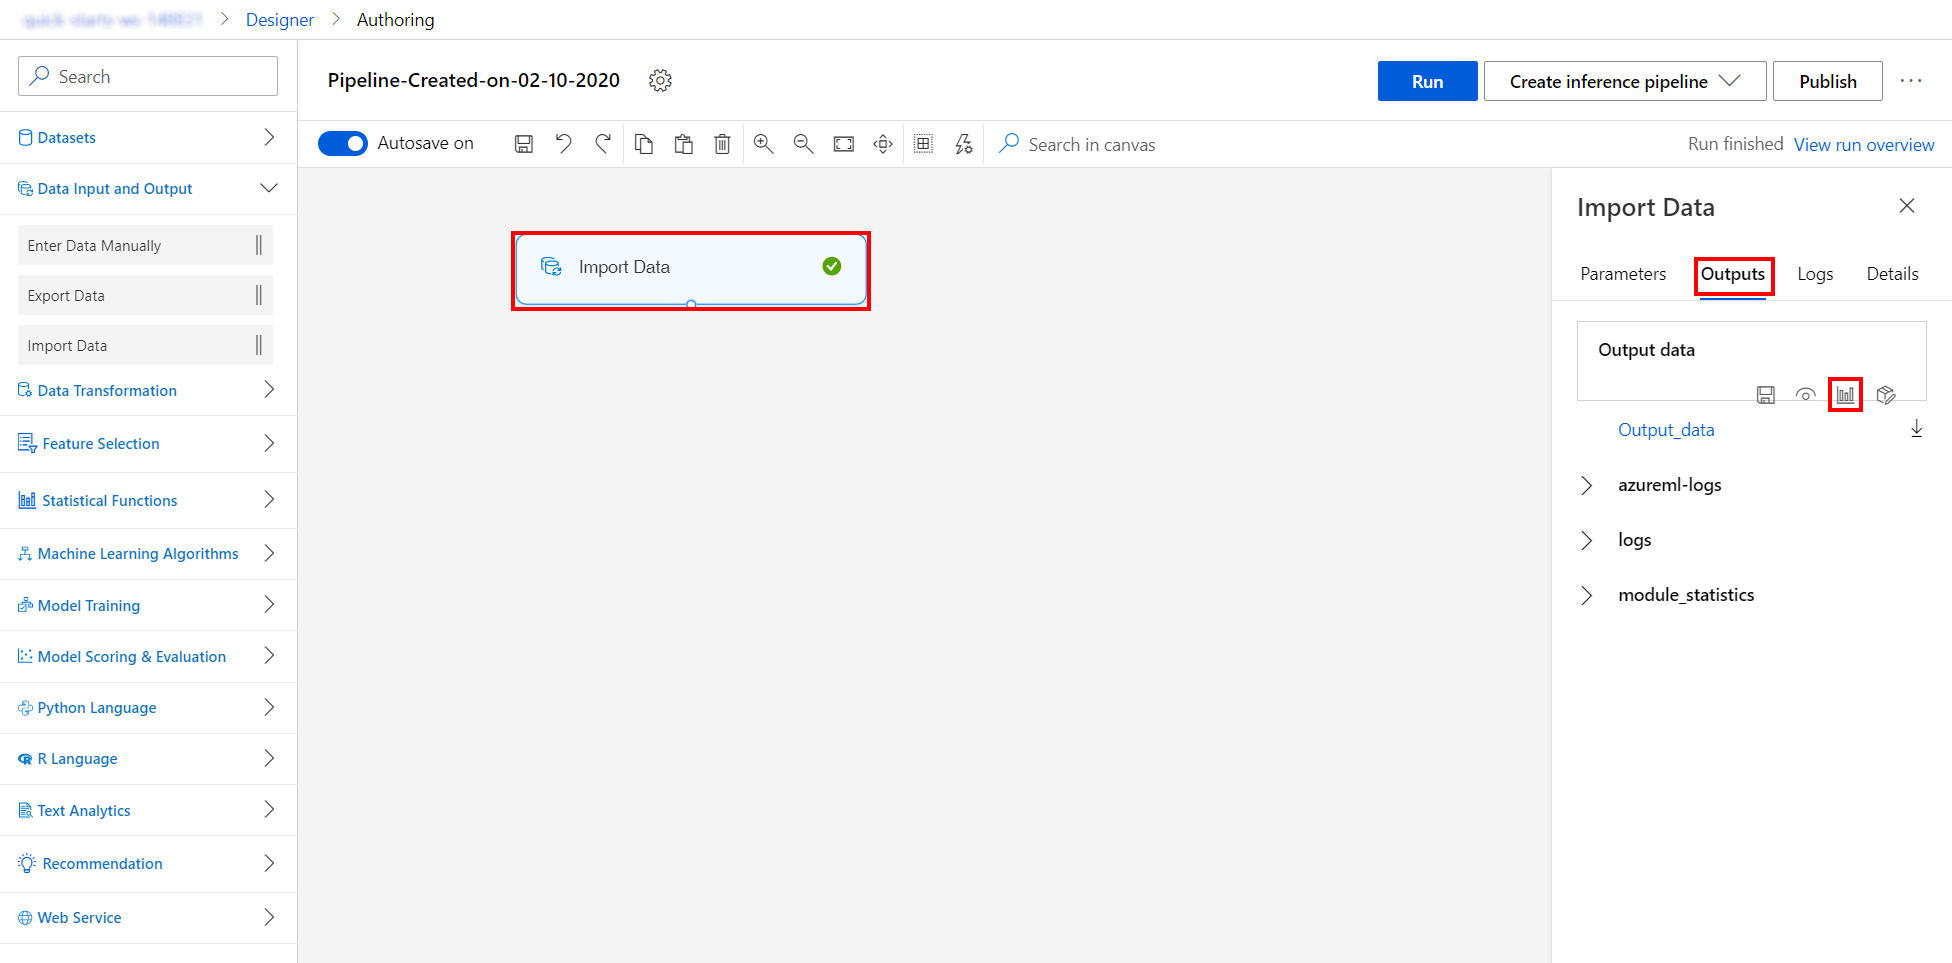 Designer
Authoring
Search
Datasets
Data Input and Output
Enter Data Manually
Export Data
Import Data
Data Transformation
Feature Selection
Statistical Functions
Machine Learning Algorithms
Model Training
Model Scoring & Evaluation
Python Language
R Language
Text Analytics
Recommendation
Web Service
Pipeline-Created-on-02-10-2020
Run
Create inference pipeline
Publish
Autosave on
Search in canvas
Run finished View run overview
Import Data
Import Data
Parameters
Outputs
Logs
Details
Output data
Output_data
azureml-logs
logs
module_statistics